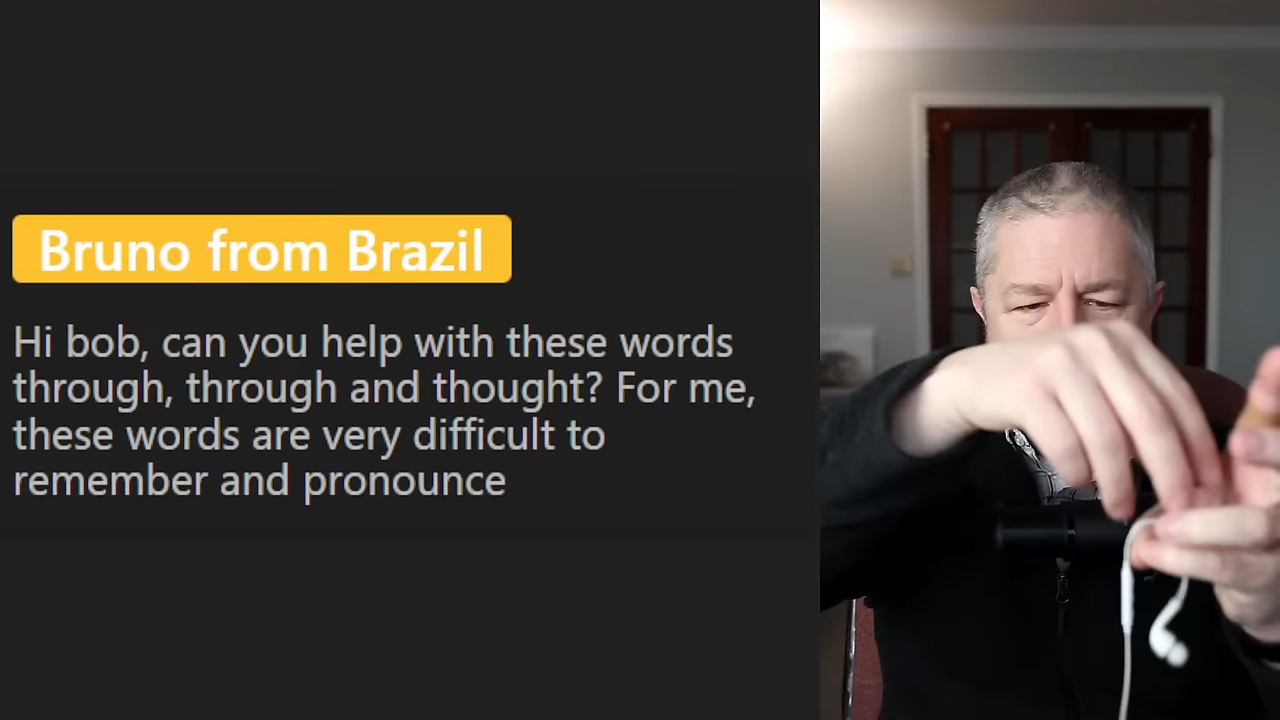 Bruno from Brazil
Hi bob, can you help with these words
through, through and thought? For me,
these words are very difficult to
remember and pronounce